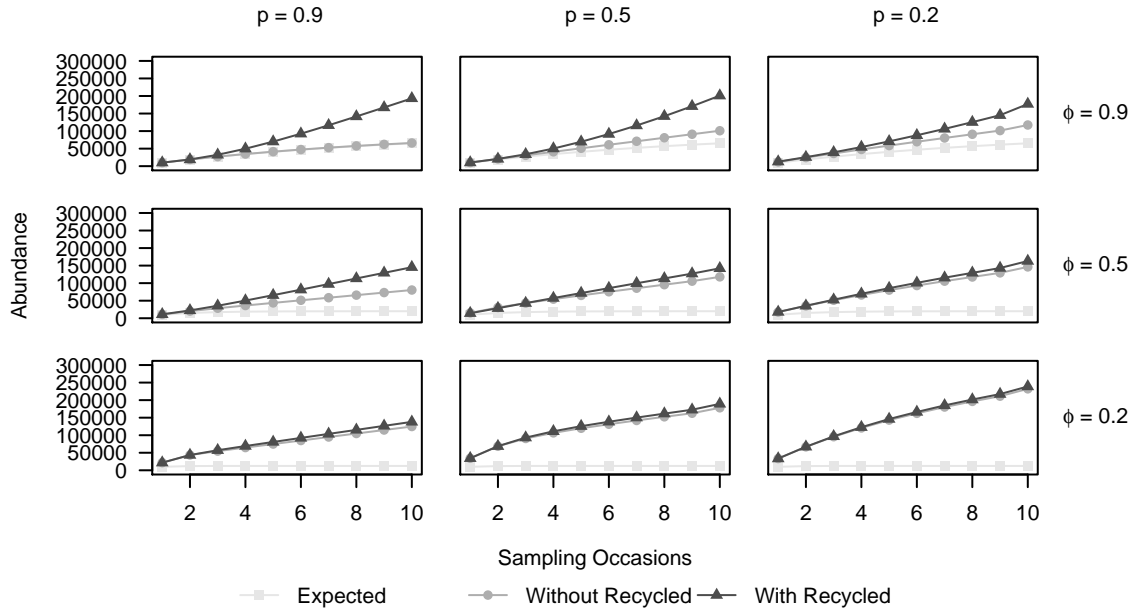 p = 0.9 p = 0.5 p = 0.2
300000
250000
200000
150000
100000
50000
0
ϕ = 0.9
300000
250000
200000
150000
100000
50000
0
ϕ = 0.5
Abundance
300000
250000
200000
150000
100000
50000
0
ϕ = 0.2
2 4 6 8 10 2 4 6 8 10 2 4 6 8 10
Sampling Occasions
Expected Without Recycled With Recycled